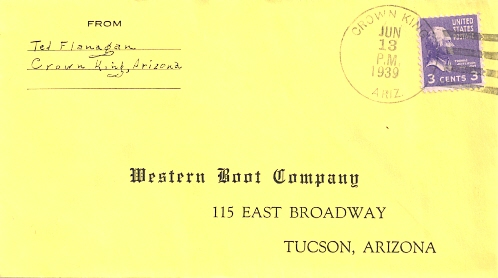 FROM
Ted Flanagan
Crown King, Arizona
CROWN KING
JUN
13
P.M.
1939
ARIZ.
UNITED
STATES
POSTAGE
3 CENTS 3
Western Boot Company
115 EAST BROADWAY
TUCSON, ARIZONA